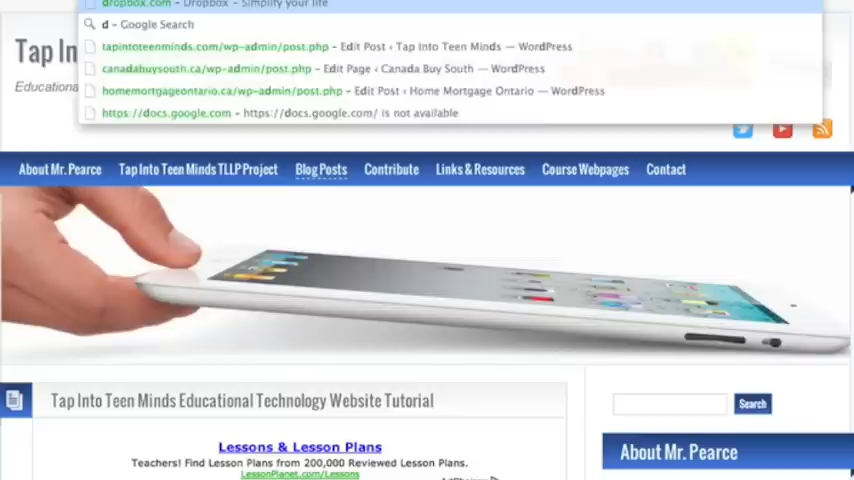 dropbox.com – Dropbox - Simplify your life
d – Google Search
tapintoteenminds.com/wp-admin/post.php – Edit Post ‹ Tap Into Teen Minds — WordPress
canadabuysouth.ca/wp-admin/post.php – Edit Page ‹ Canada Buy South — WordPress
homemortgageontario.ca/wp-admin/post.php – Edit Post ‹ Home Mortgage Ontario — WordPress
https://docs.google.com – https://docs.google.com/ is not available
Tap In
Educationa
About Mr. Pearce Tap Into Teen Minds TLLP Project Blog Posts Contribute Links & Resources Course Webpages Contact
Tap Into Teen Minds Educational Technology Website Tutorial
Search
About Mr. Pearce
Lessons & Lesson Plans
Teachers! Find Lesson Plans from 200,000 Reviewed Lesson Plans.
LessonPlanet.com/Lessons